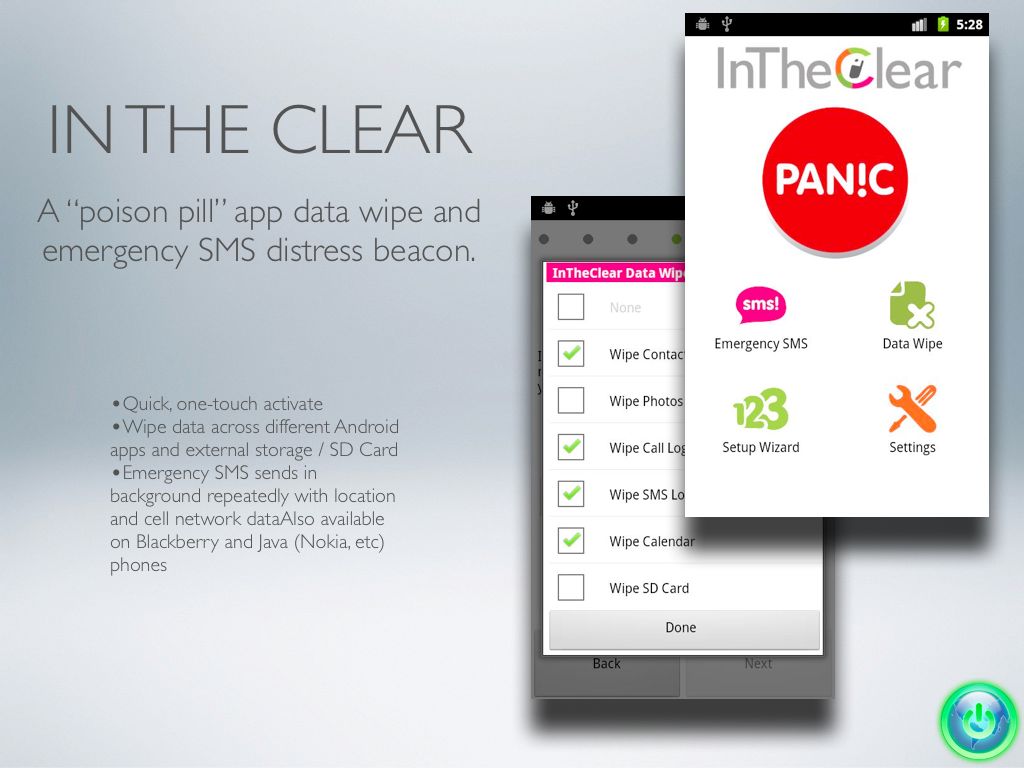 IN THE CLEAR
A “poison pill” app data wipe and
emergency SMS distress beacon.
•Quick, one-touch activate
•Wipe data across different Android
apps and external storage / SD Card
•Emergency SMS sends in
background repeatedly with location
and cell network dataAlso available
on Blackberry and Java (Nokia, etc)
phones
InTheClear Data Wipe
None
Wipe Contac
Wipe Photos
Wipe Call Log
Wipe SMS Lo
Wipe Calendar
Wipe SD Card
Done
Back
Next
5:28
InTheClear
PAN!C
sms!
Emergency SMS
Data Wipe
123
Setup Wizard
Settings